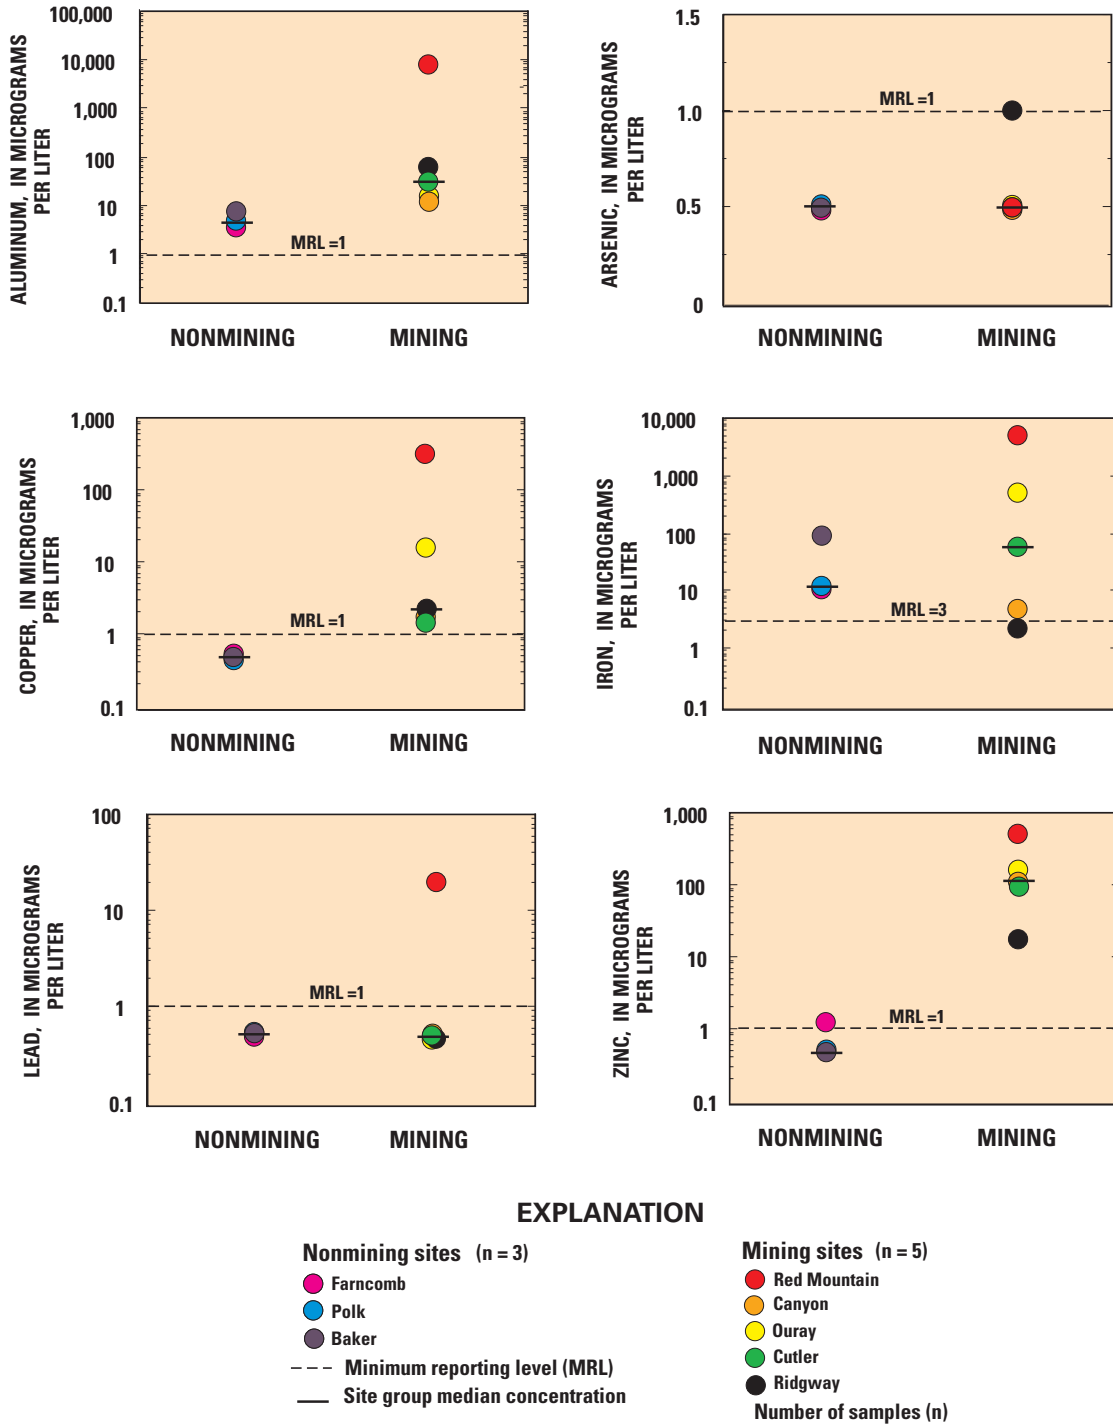 ALUMINUM, IN MICROGRAMS
PER LITER
100,000
10,000
1,000
100
10
1
0.1
MRL =1
NONMINING
MINING
ARSENIC, IN MICROGRAMS
PER LITER
1.5
1.0
0.5
0
MRL =1
NONMINING
MINING
COPPER, IN MICROGRAMS
PER LITER
1,000
100
10
1
0.1
MRL =1
NONMINING
MINING
IRON, IN MICROGRAMS
PER LITER
10,000
1,000
100
10
1
0.1
MRL =3
NONMINING
MINING
LEAD, IN MICROGRAMS
PER LITER
100
10
1
0.1
MRL =1
NONMINING
MINING
ZINC, IN MICROGRAMS
PER LITER
1,000
100
10
1
0.1
MRL =1
NONMINING
MINING
EXPLANATION
Nonmining sites (n = 3)
Farncomb
Polk
Baker
Minimum reporting level (MRL)
Site group median concentration
Mining sites (n = 5)
Red Mountain
Canyon
Ouray
Cutler
Ridgway
Number of samples (n)